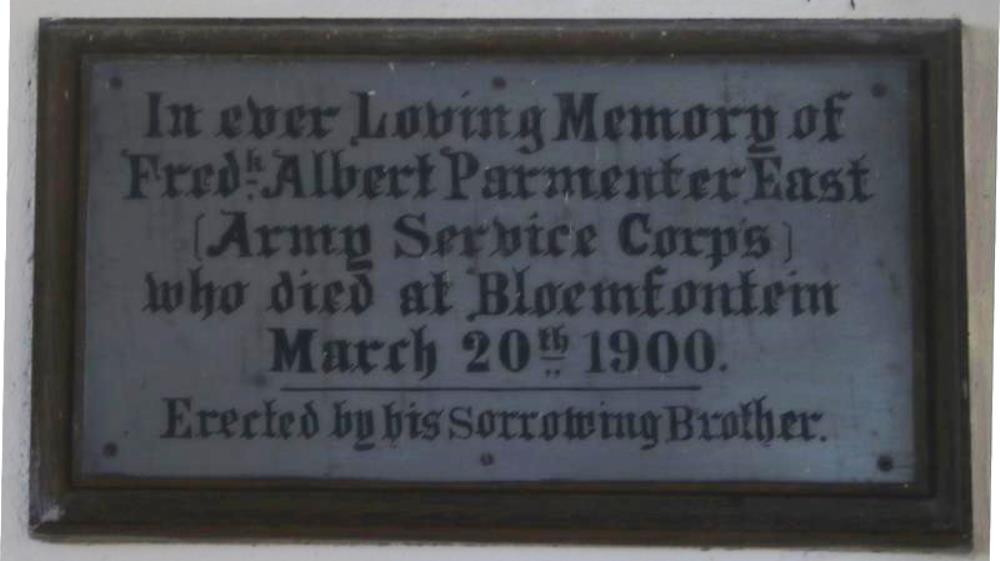 In ever Loving Memory of
Fredk. Albert Parmenter East
(Army Service Corps)
who died at Bloemfontein
March 20th 1900.
Erected by his Sorrowing Brother.